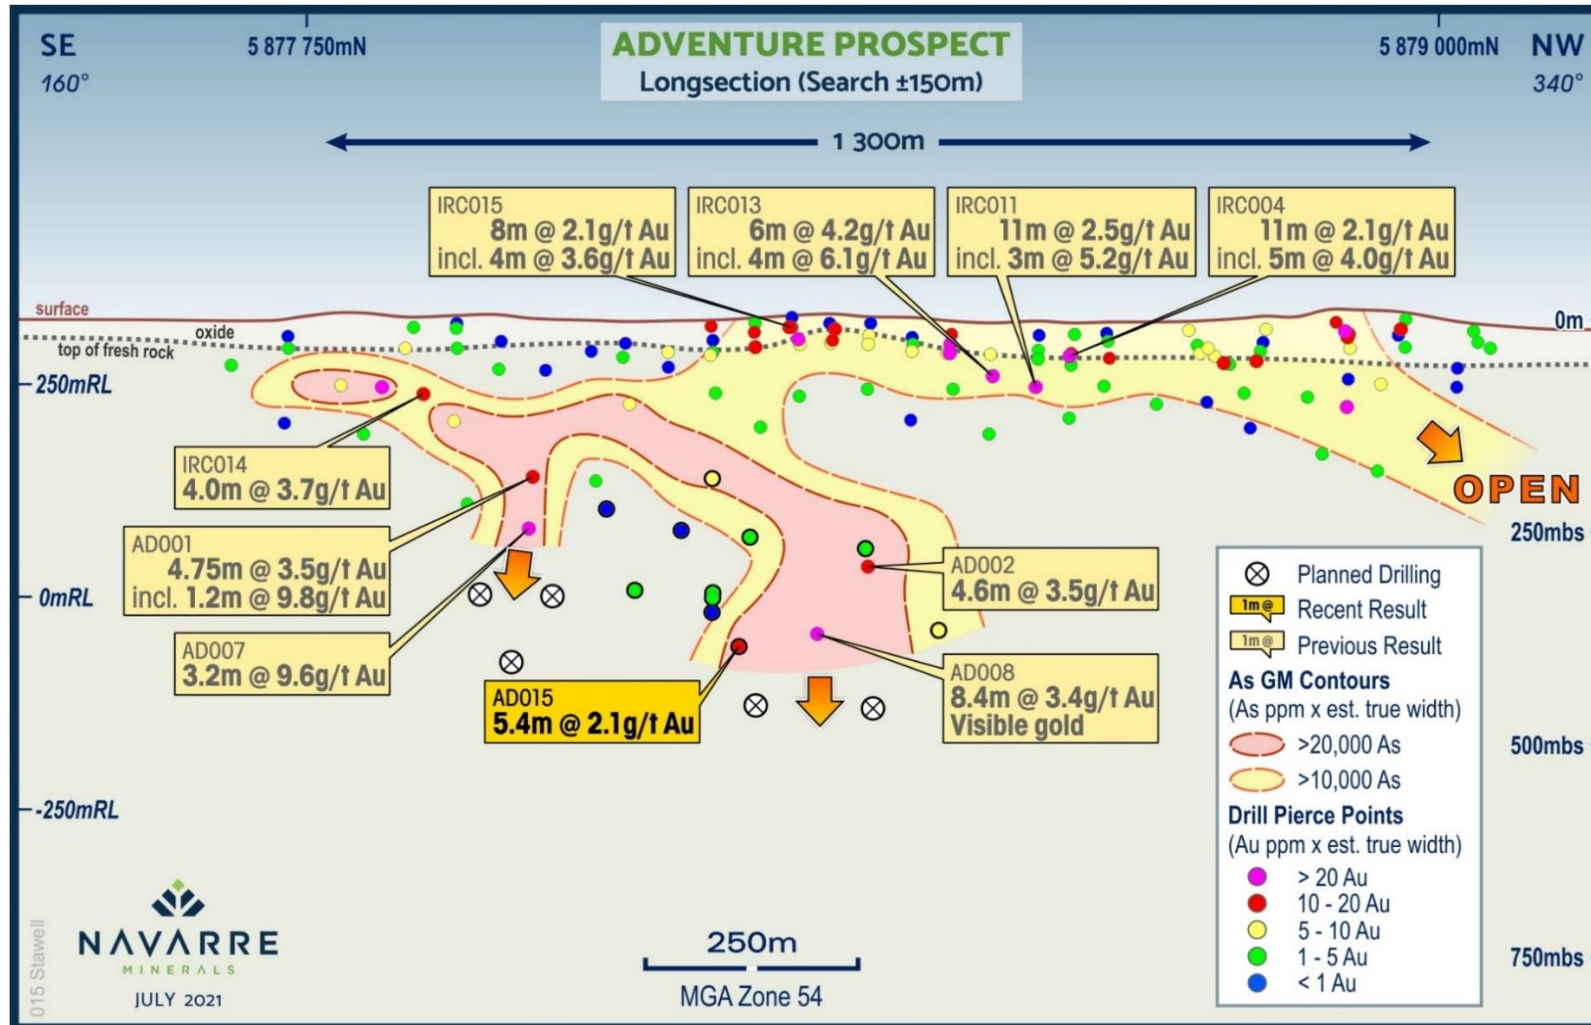 SE
160°
5 877 750mN
ADVENTURE PROSPECT
Longsection (Search ±150m)
5 879 000mN
NW
340°
1 300m
IRC015
8m @ 2.1g/t Au
incl. 4m @ 3.6g/t Au
IRC013
6m @ 4.2g/t Au
incl. 4m @ 6.1g/t Au
IRC011
11m @ 2.5g/t Au
incl. 3m @ 5.2g/t Au
IRC004
11m @ 2.1g/t Au
incl. 5m @ 4.0g/t Au
surface
oxide
top of fresh rock
0m
250mRL
IRC014
4.0m @ 3.7g/t Au
OPEN
AD001
4.75m @ 3.5g/t Au
incl. 1.2m @ 9.8g/t Au
250mbs
AD002
4.6m @ 3.5g/t Au
0mRL
AD007
3.2m @ 9.6g/t Au
AD015
5.4m @ 2.1g/t Au
AD008
8.4m @ 3.4g/t Au
Visible gold
500mbs
-250mRL
750mbs
Planned Drilling
1m @
Recent Result
1m @
Previous Result
As GM Contours
(As ppm x est. true width)
>20,000 As
>10,000 As
Drill Pierce Points
(Au ppm x est. true width)
> 20 Au
10 - 20 Au
5 - 10 Au
1 - 5 Au
< 1 Au
015 Stawell
NAVARRE
MINERALS
JULY 2021
250m
MGA Zone 54